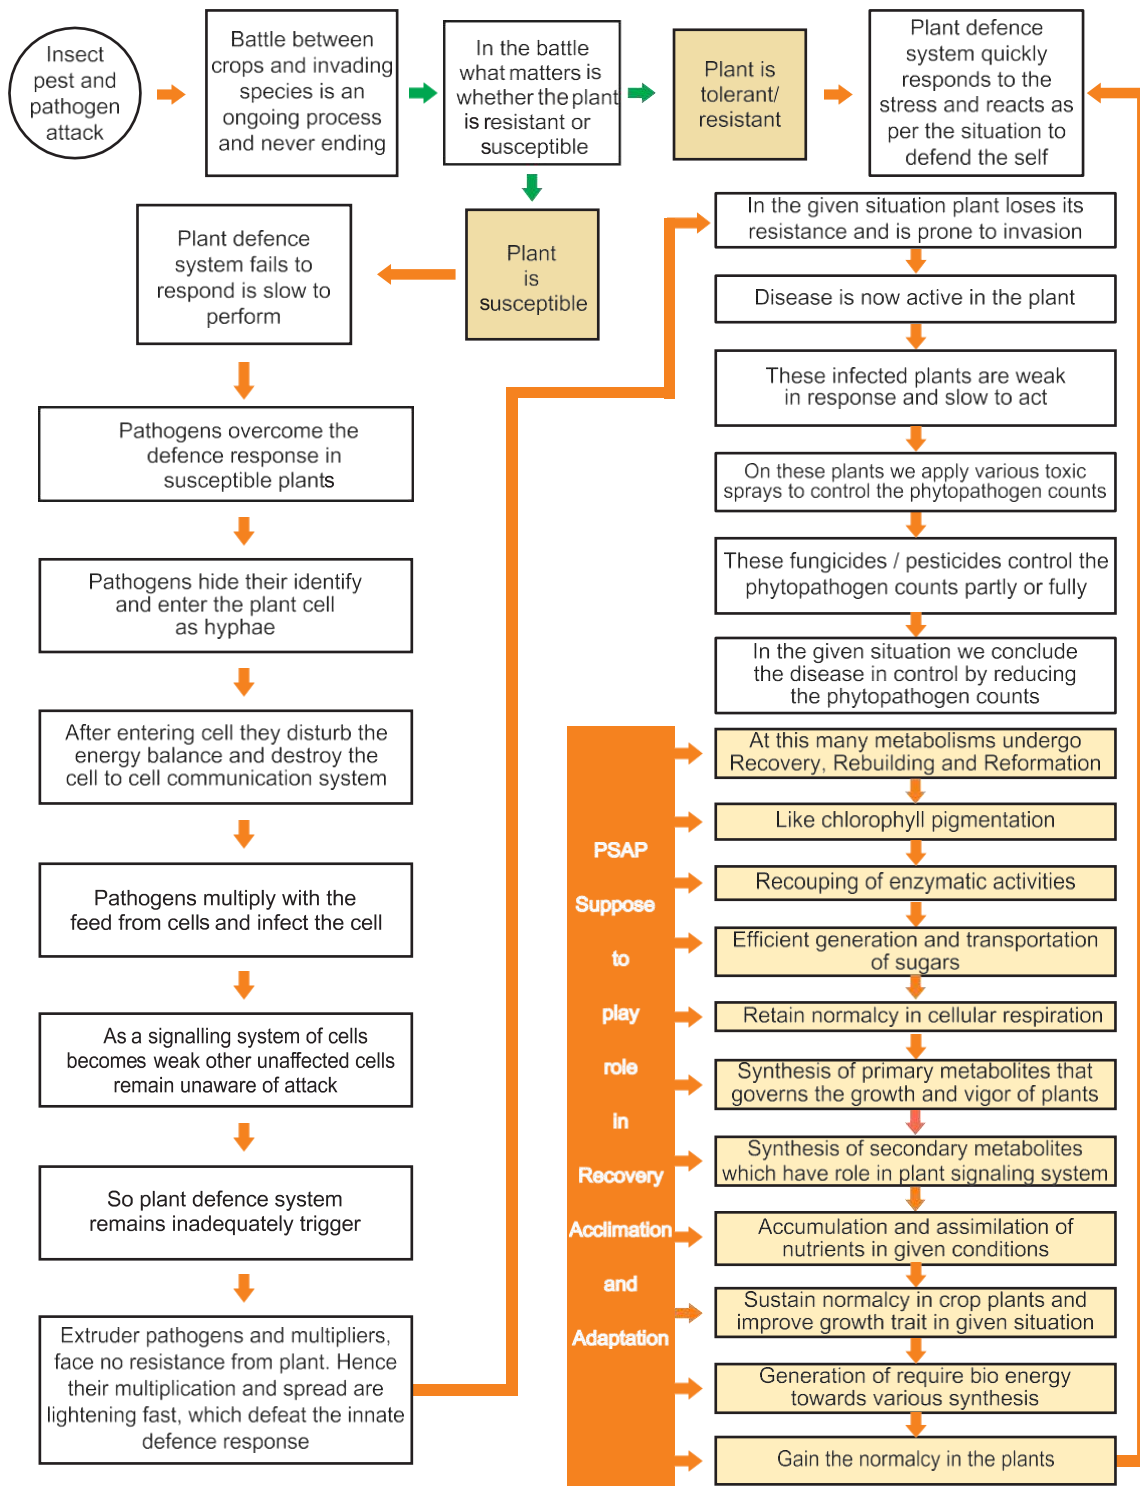 Insect
pest and
pathogen
attack
Battle between
crops and invading
species is an
ongoing process
and never ending
In the battle
what matters is
whether the plant
is resistant or
susceptible
Plant is
tolerant/
resistant
Plant defence
system quickly
responds to the
stress and reacts as
per the situation to
defend the self
Plant
is
susceptible
Plant defence
system fails to
respond is slow to
perform
Pathogens overcome the
defence response in
susceptible plants
Pathogens hide their identify
and enter the plant cell
as hyphae
After entering cell they disturb the
energy balance and destroy the
cell to cell communication system
Pathogens multiply with the
feed from cells and infect the cell
As a signalling system of cells
becomes weak other unaffected cells
remain unaware of attack
So plant defence system
remains inadequately trigger
Extruder pathogens and multipliers,
face no resistance from plant. Hence
their multiplication and spread are
lightening fast, which defeat the innate
defence response
In the given situation plant loses its
resistance and is prone to invasion
Disease is now active in the plant
These infected plants are weak
in response and slow to act
On these plants we apply various toxic
sprays to control the phytopathogen counts
These fungicides / pesticides control the
phytopathogen counts partly or fully
In the given situation we conclude
the disease in control by reducing
the phytopathogen counts
PSAP
Suppose
to
play
role
in
Recovery
Acclimation
and
Adaptation
At this many metabolisms undergo
Recovery, Rebuilding and Reformation
Like chlorophyll pigmentation
Recouping of enzymatic activities
Efficient generation and transportation
of sugars
Retain normalcy in cellular respiration
Synthesis of primary metabolites that
governs the growth and vigor of plants
Synthesis of secondary metabolites
which have role in plant signaling system
Accumulation and assimilation of
nutrients in given conditions
Sustain normalcy in crop plants and
improve growth trait in given situation
Generation of require bio energy
towards various synthesis
Gain the normalcy in the plants